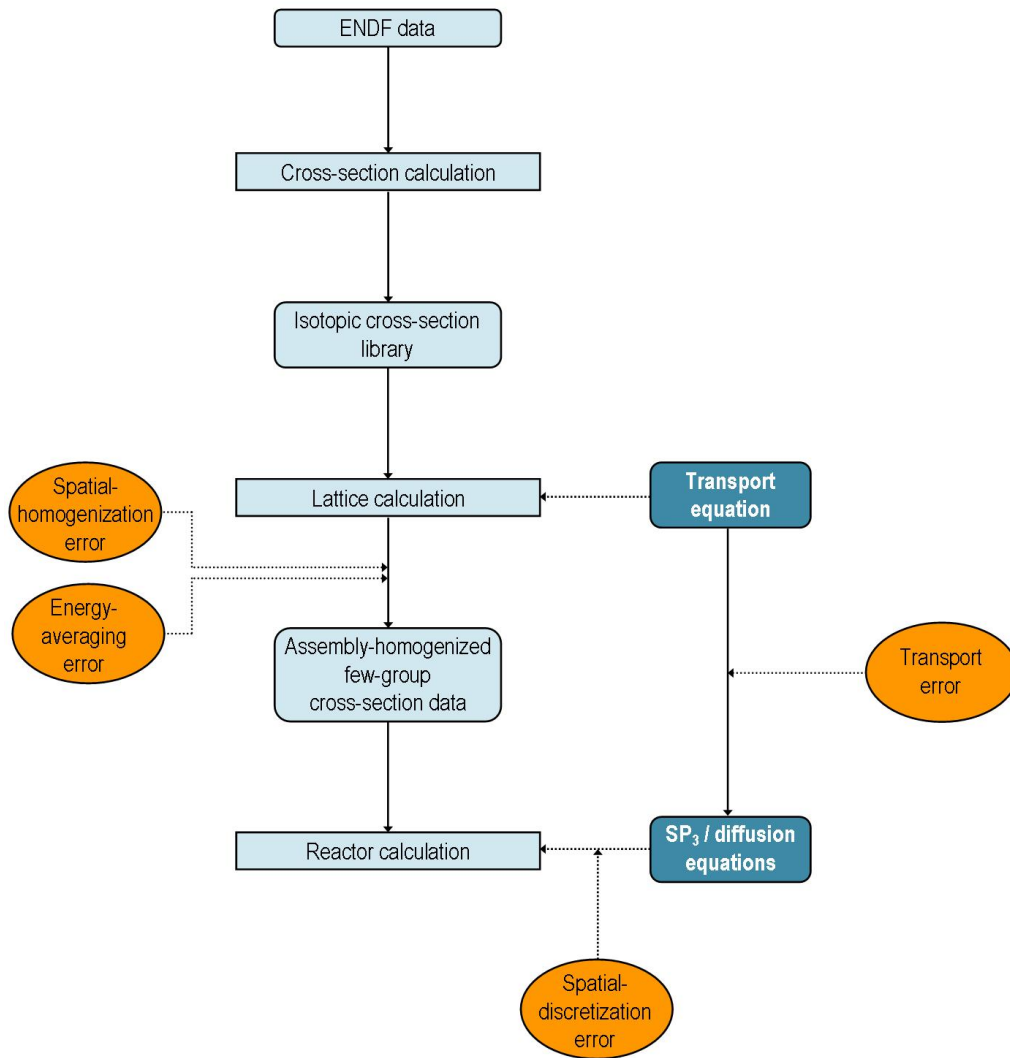 ENDF data
Cross-section calculation
Isotopic cross-section
library
Spatial-
homogenization
error
Lattice calculation
Transport
equation
Energy-
averaging
error
Assembly-homogenized
few-group
cross-section data
Transport
error
Reactor calculation
SP₃ / diffusion
equations
Spatial-
discretization
error